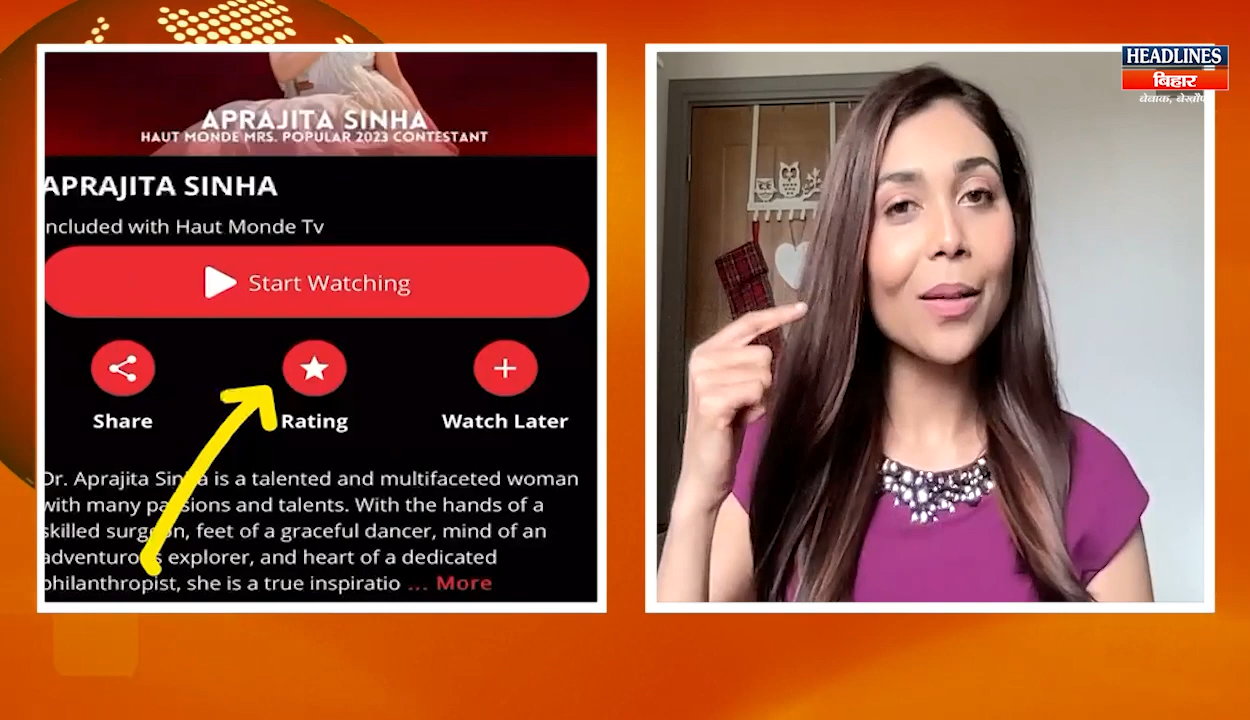 APRAJITA SINHA
HAUT MONDE MRS. POPULAR 2023 CONTESTANT
APRAJITA SINHA
ncluded with Haut Monde Tv
Start Watching
Share
Rating
Watch Later
Dr. Aprajita Sinha is a talented and multifaceted woman
with many passions and talents. With the hands of a
skilled surgeon, feet of a graceful dancer, mind of an
adventurous explorer, and heart of a dedicated
philanthropist, she is a true inspiratio ... More
HEADLINES
बिहार
बेबाक, बेखौफ